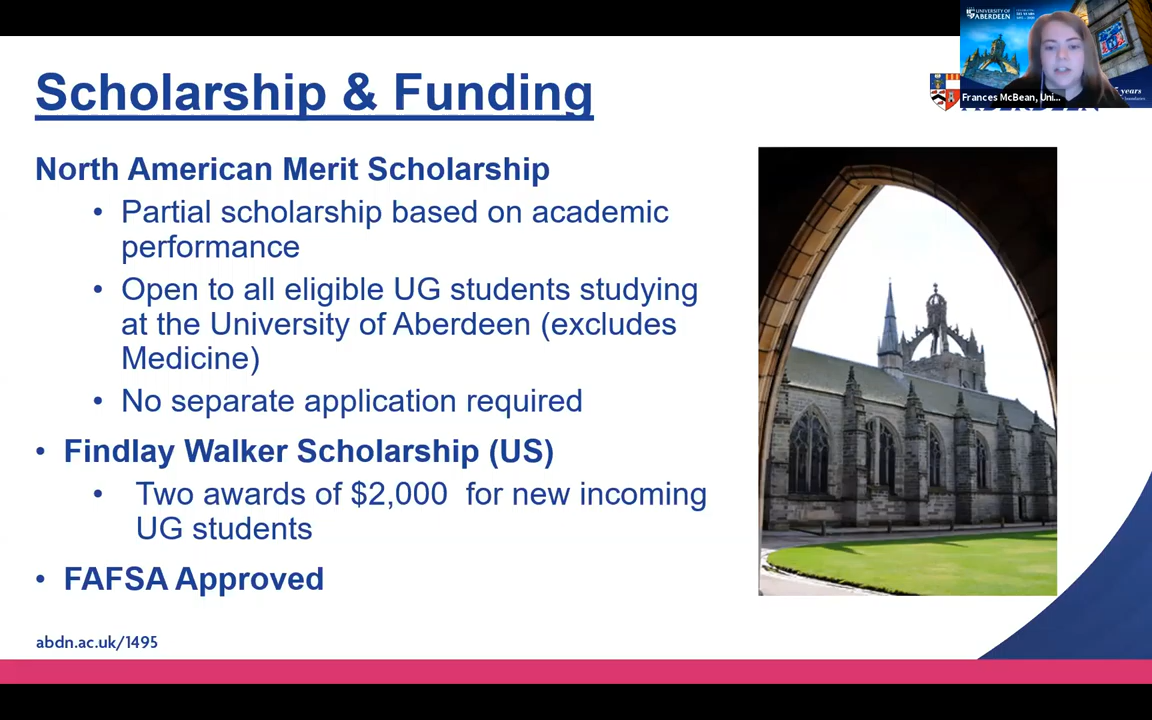 UNIVERSITY OF
ABERDEEN
Scholarship & Funding
Frances McBean, Uni...
years
North American Merit Scholarship
• Partial scholarship based on academic
performance
• Open to all eligible UG students studying
at the University of Aberdeen (excludes
Medicine)
• No separate application required
• Findlay Walker Scholarship (US)
• Two awards of $2,000 for new incoming
UG students
• FAFSA Approved
abdn.ac.uk/1495